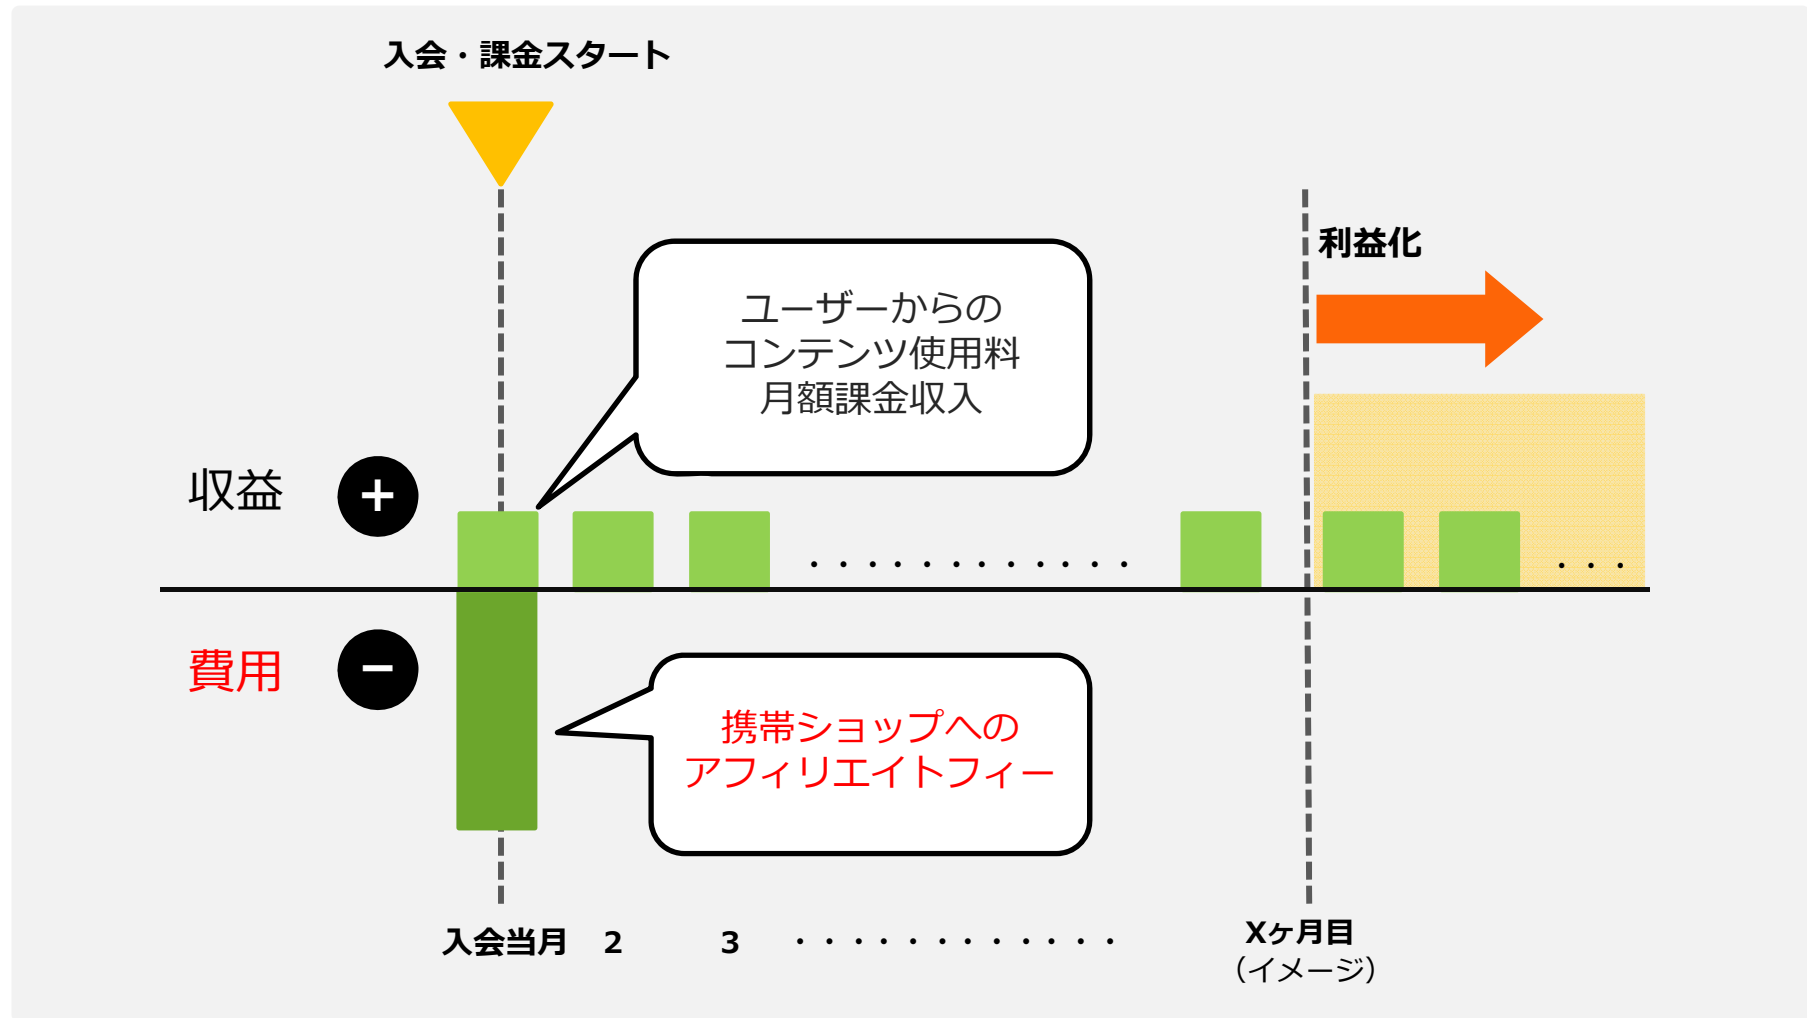 入会・課金スタート
利益化
ユーザーからの
コンテンツ使用料
月額課金収入
収益
+
・・・・・・・・・・・・
・・・
費用
−
携帯ショップへの
アフィリエイトフィー
入会当月 2 3 ・・・・・・・・・・・・ Xヶ月目
（イメージ）